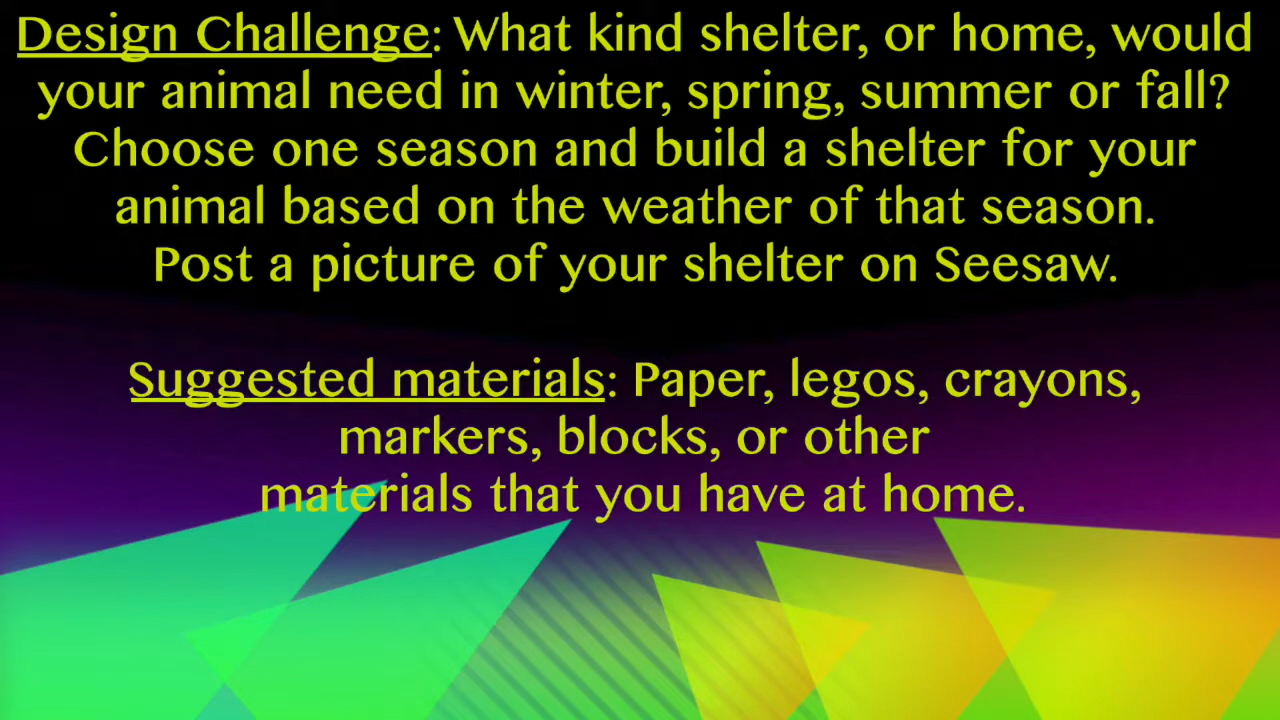 Design Challenge: What kind shelter, or home, would
your animal need in winter, spring, summer or fall?
Choose one season and build a shelter for your
animal based on the weather of that season.
Post a picture of your shelter on Seesaw.
Suggested materials: Paper, legos, crayons,
markers, blocks, or other
materials that you have at home.